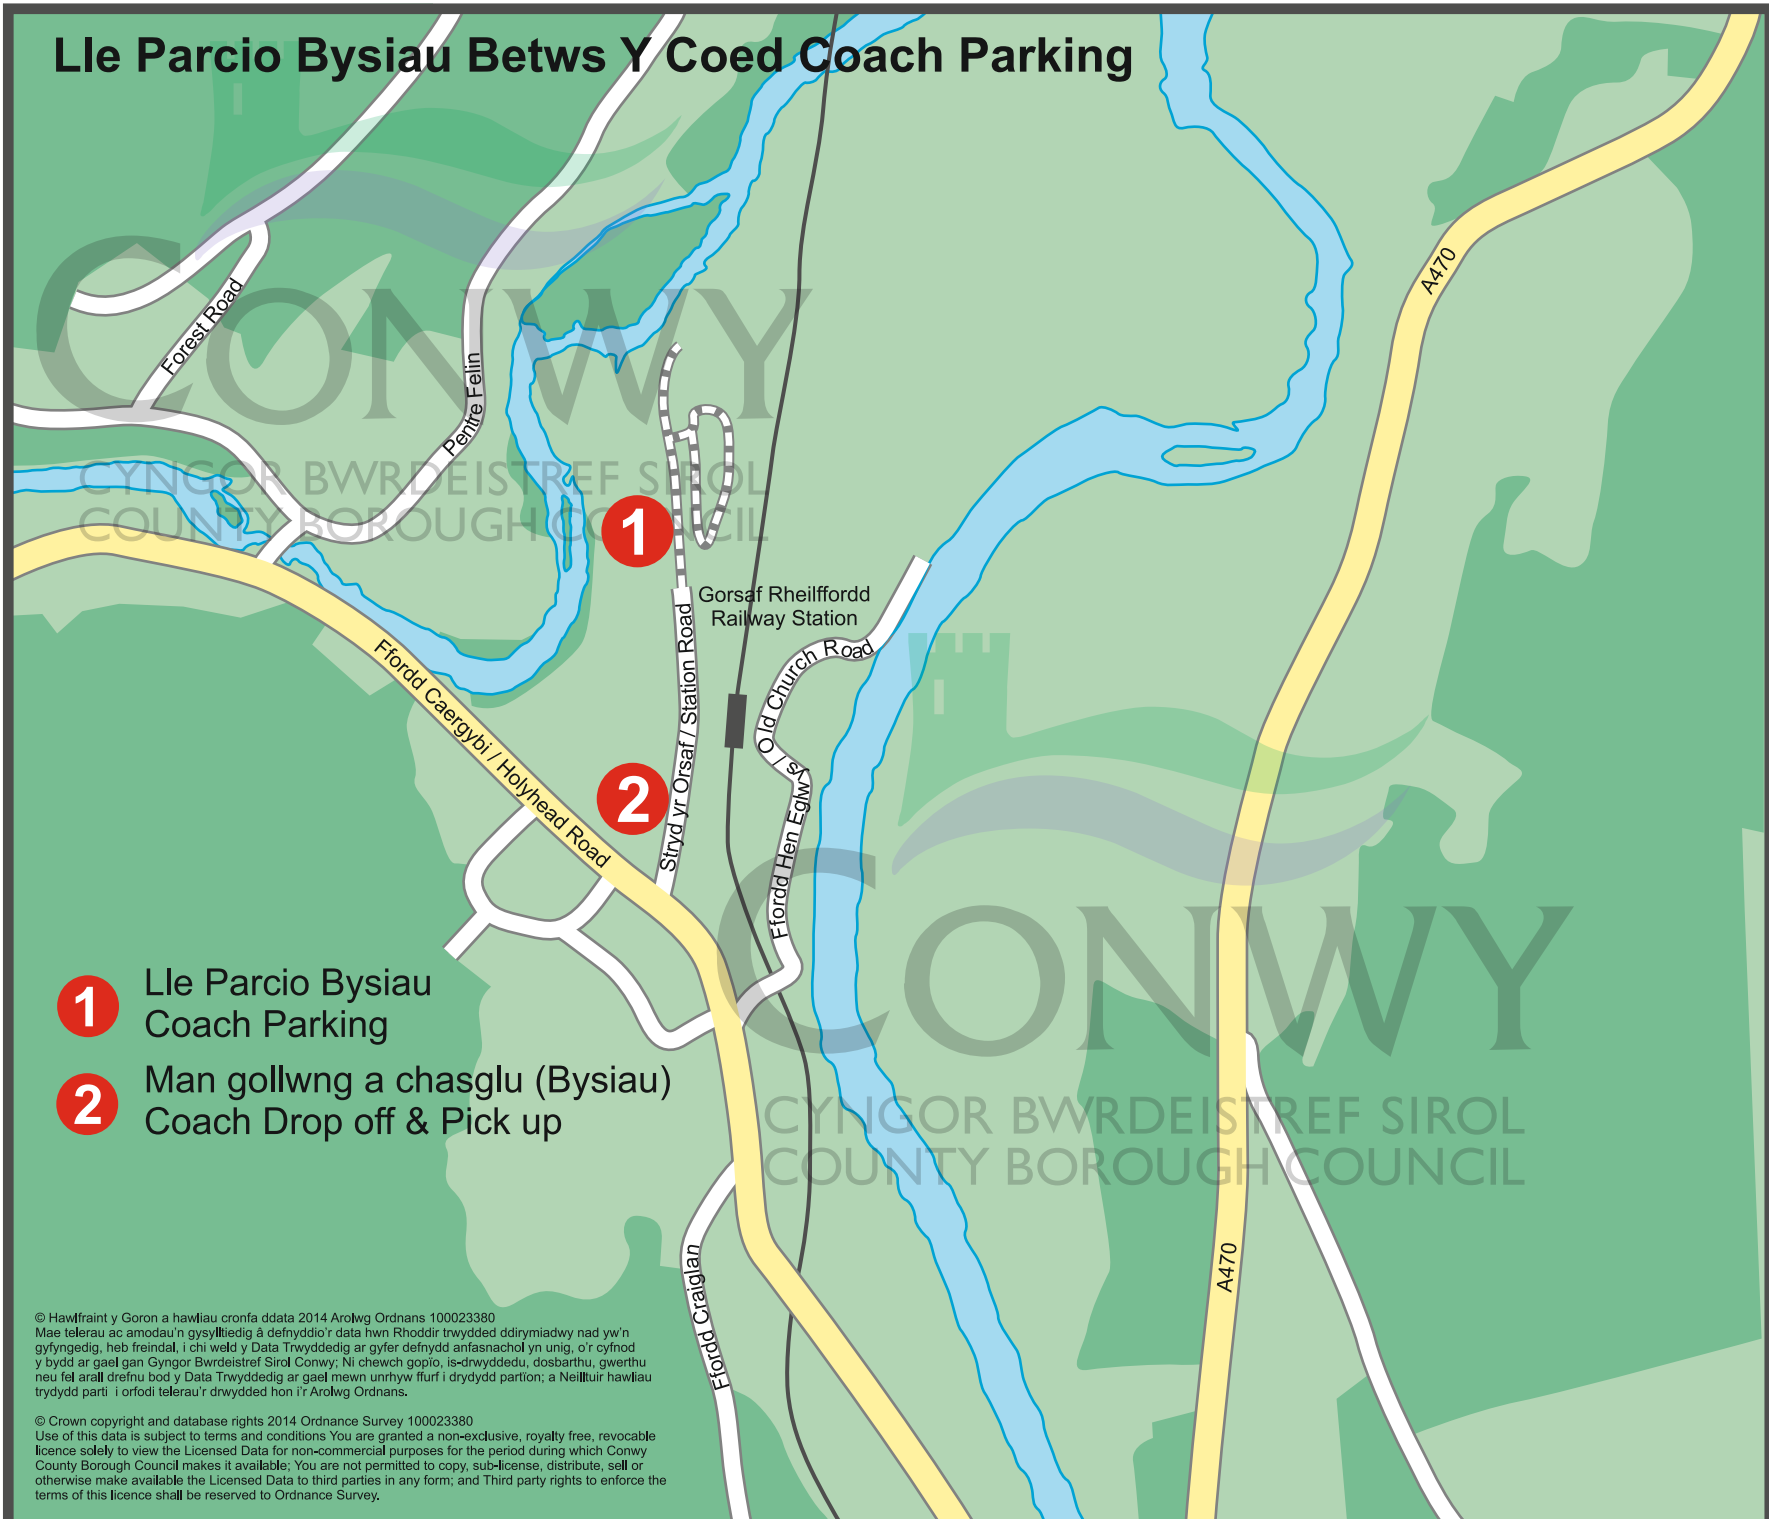 Lle Parcio Bysiau Betws Y Coed Coach Parking
A470
Forest Road
Pentre Felin
CONWY
CYNGOR BWRDEISTREF SIROL
COUNTY BOROUGH COUNCIL
1
Gorsaf Rheilffordd
Railway Station
Ffordd Caergybi / Holyhead Road
Stryd yr Orsaf / Station Road
Ffordd Hen Eglwys / Old Church Road
2
CONWY
CYNGOR BWRDEISTREF SIROL
COUNTY BOROUGH COUNCIL
1 Lle Parcio Bysiau
Coach Parking
2 Man gollwng a chasglu (Bysiau)
Coach Drop off & Pick up
A470
Ffordd Craiglan
© Hawlfraint y Goron a hawliau cronfa ddata 2014 Arolwg Ordnans 100023380
Mae telerau ac amodau'n gysylltiedig â defnyddio'r data hwn Rhoddir trwydded ddirymiadwy nad yw'n
gyfyngedig, heb freindal, i chi weld y Data Trwyddedig ar gyfer defnydd anfasnachol yn unig, o'r cyfnod
y bydd ar gael gan Gyngor Bwrdeistref Sirol Conwy; Ni chewch gopïo, is-drwyddedu, dosbarthu, gwerthu
neu fel arall drefnu bod y Data Trwyddedig ar gael mewn unrhyw ffurf i drydydd partïon; a Neilltuir hawliau
trydydd parti i orfodi telerau'r drwydded hon i'r Arolwg Ordnans.
© Crown copyright and database rights 2014 Ordnance Survey 100023380
Use of this data is subject to terms and conditions You are granted a non-exclusive, royalty free, revocable
licence solely to view the Licensed Data for non-commercial purposes for the period during which Conwy
County Borough Council makes it available; You are not permitted to copy, sub-license, distribute, sell or
otherwise make available the Licensed Data to third parties in any form; and Third party rights to enforce the
terms of this licence shall be reserved to Ordnance Survey.